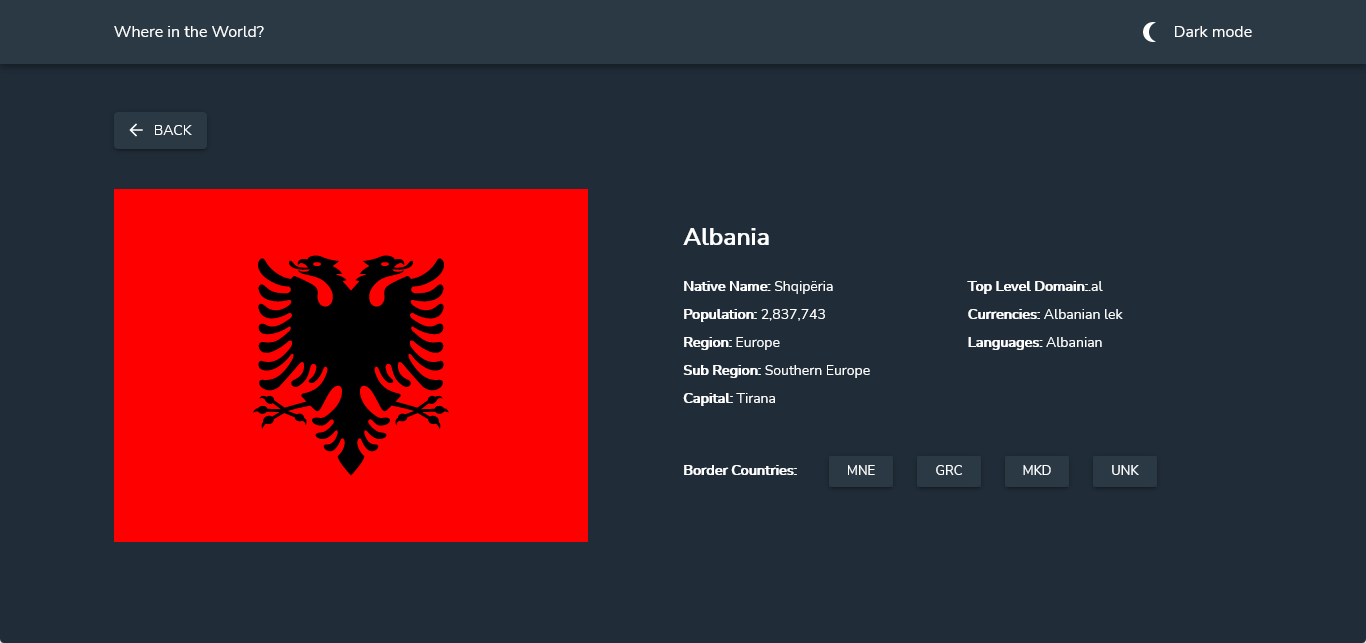 Where in the World?
Dark mode
BACK
Albania
Native Name: Shqipëria
Population: 2,837,743
Region: Europe
Sub Region: Southern Europe
Capital: Tirana
Top Level Domain:.al
Currencies: Albanian lek
Languages: Albanian
Border Countries: MNE GRC MKD UNK